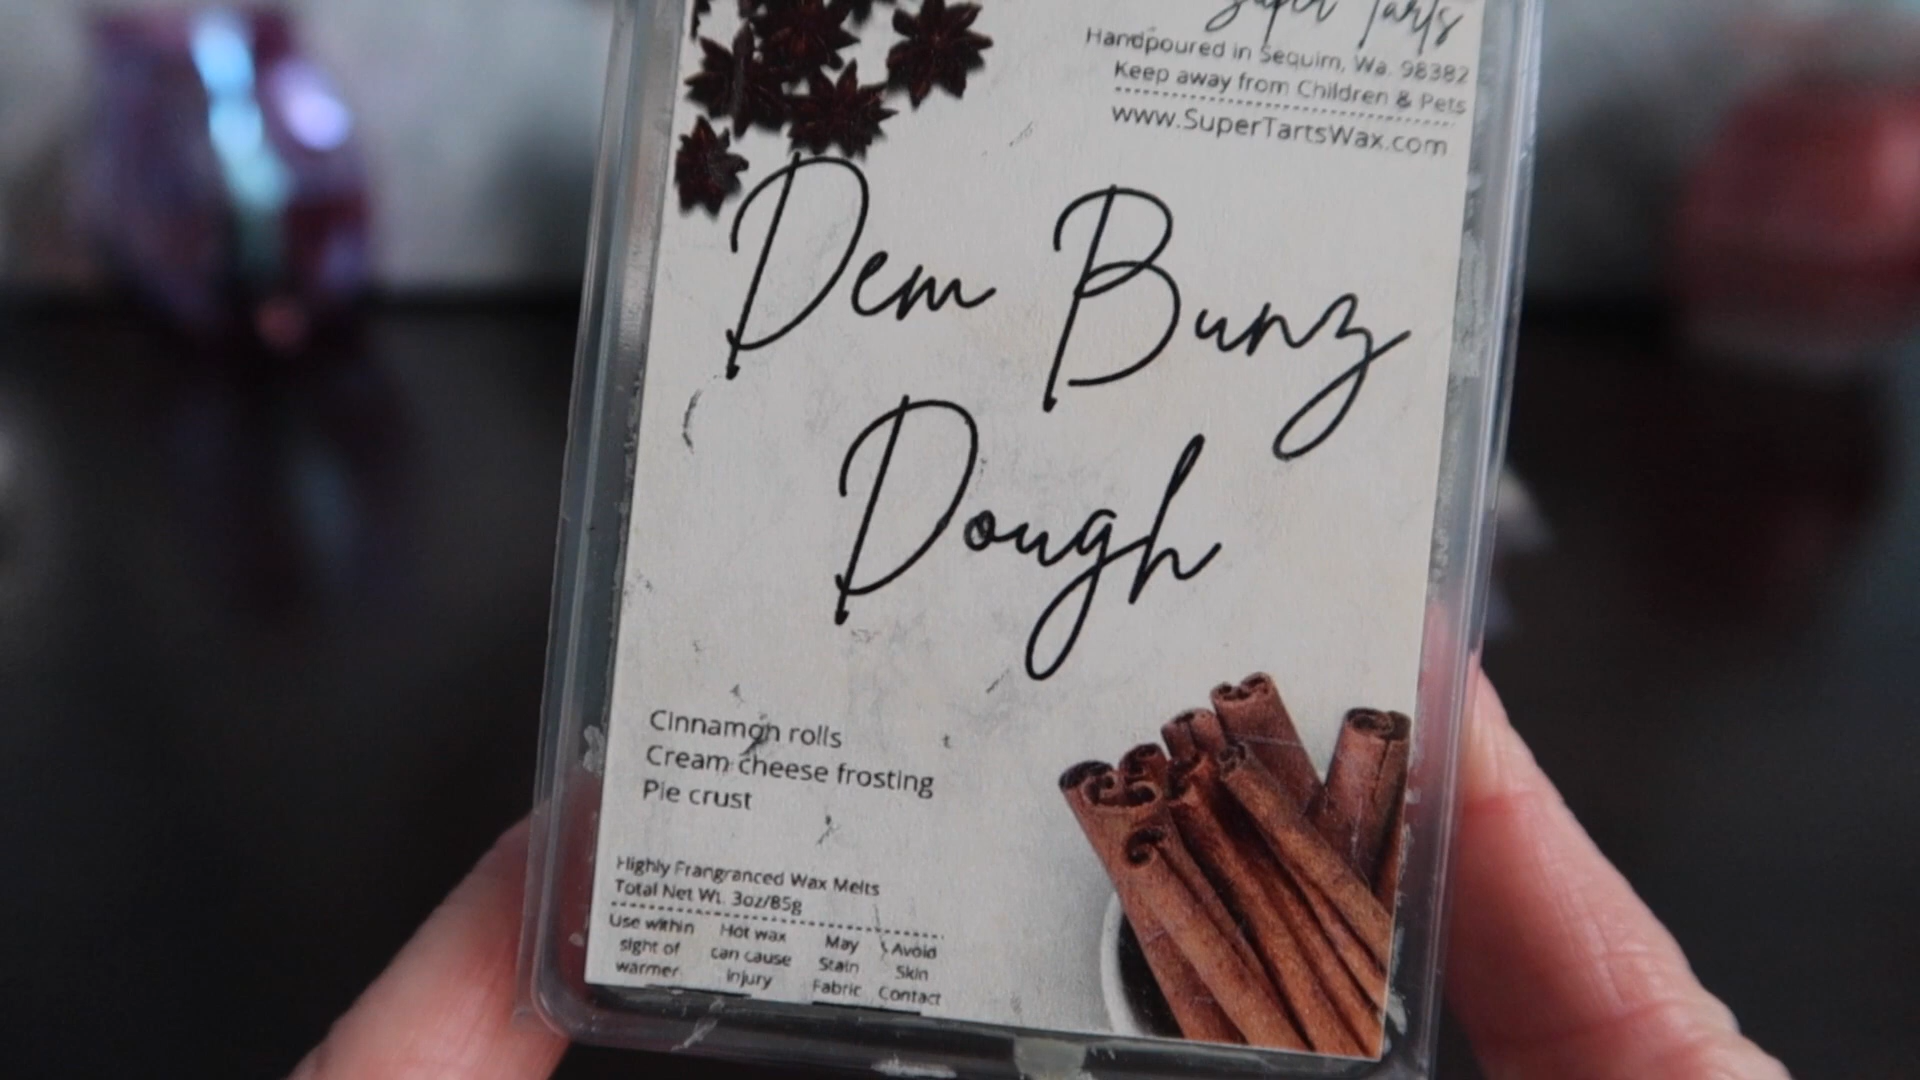 Super Tarts
Handpoured in Sequim, Wa. 98382
Keep away from Children & Pets
www.SuperTartsWax.com
Dem Bunz
Dough
Cinnamon rolls
Cream cheese frosting
Pie crust
Highly Frangranced Wax Melts
Total Net Wt. 3oz/85g
Use within sight of warmer
Hot wax can cause injury
May Stain Fabric
Avoid Skin Contact